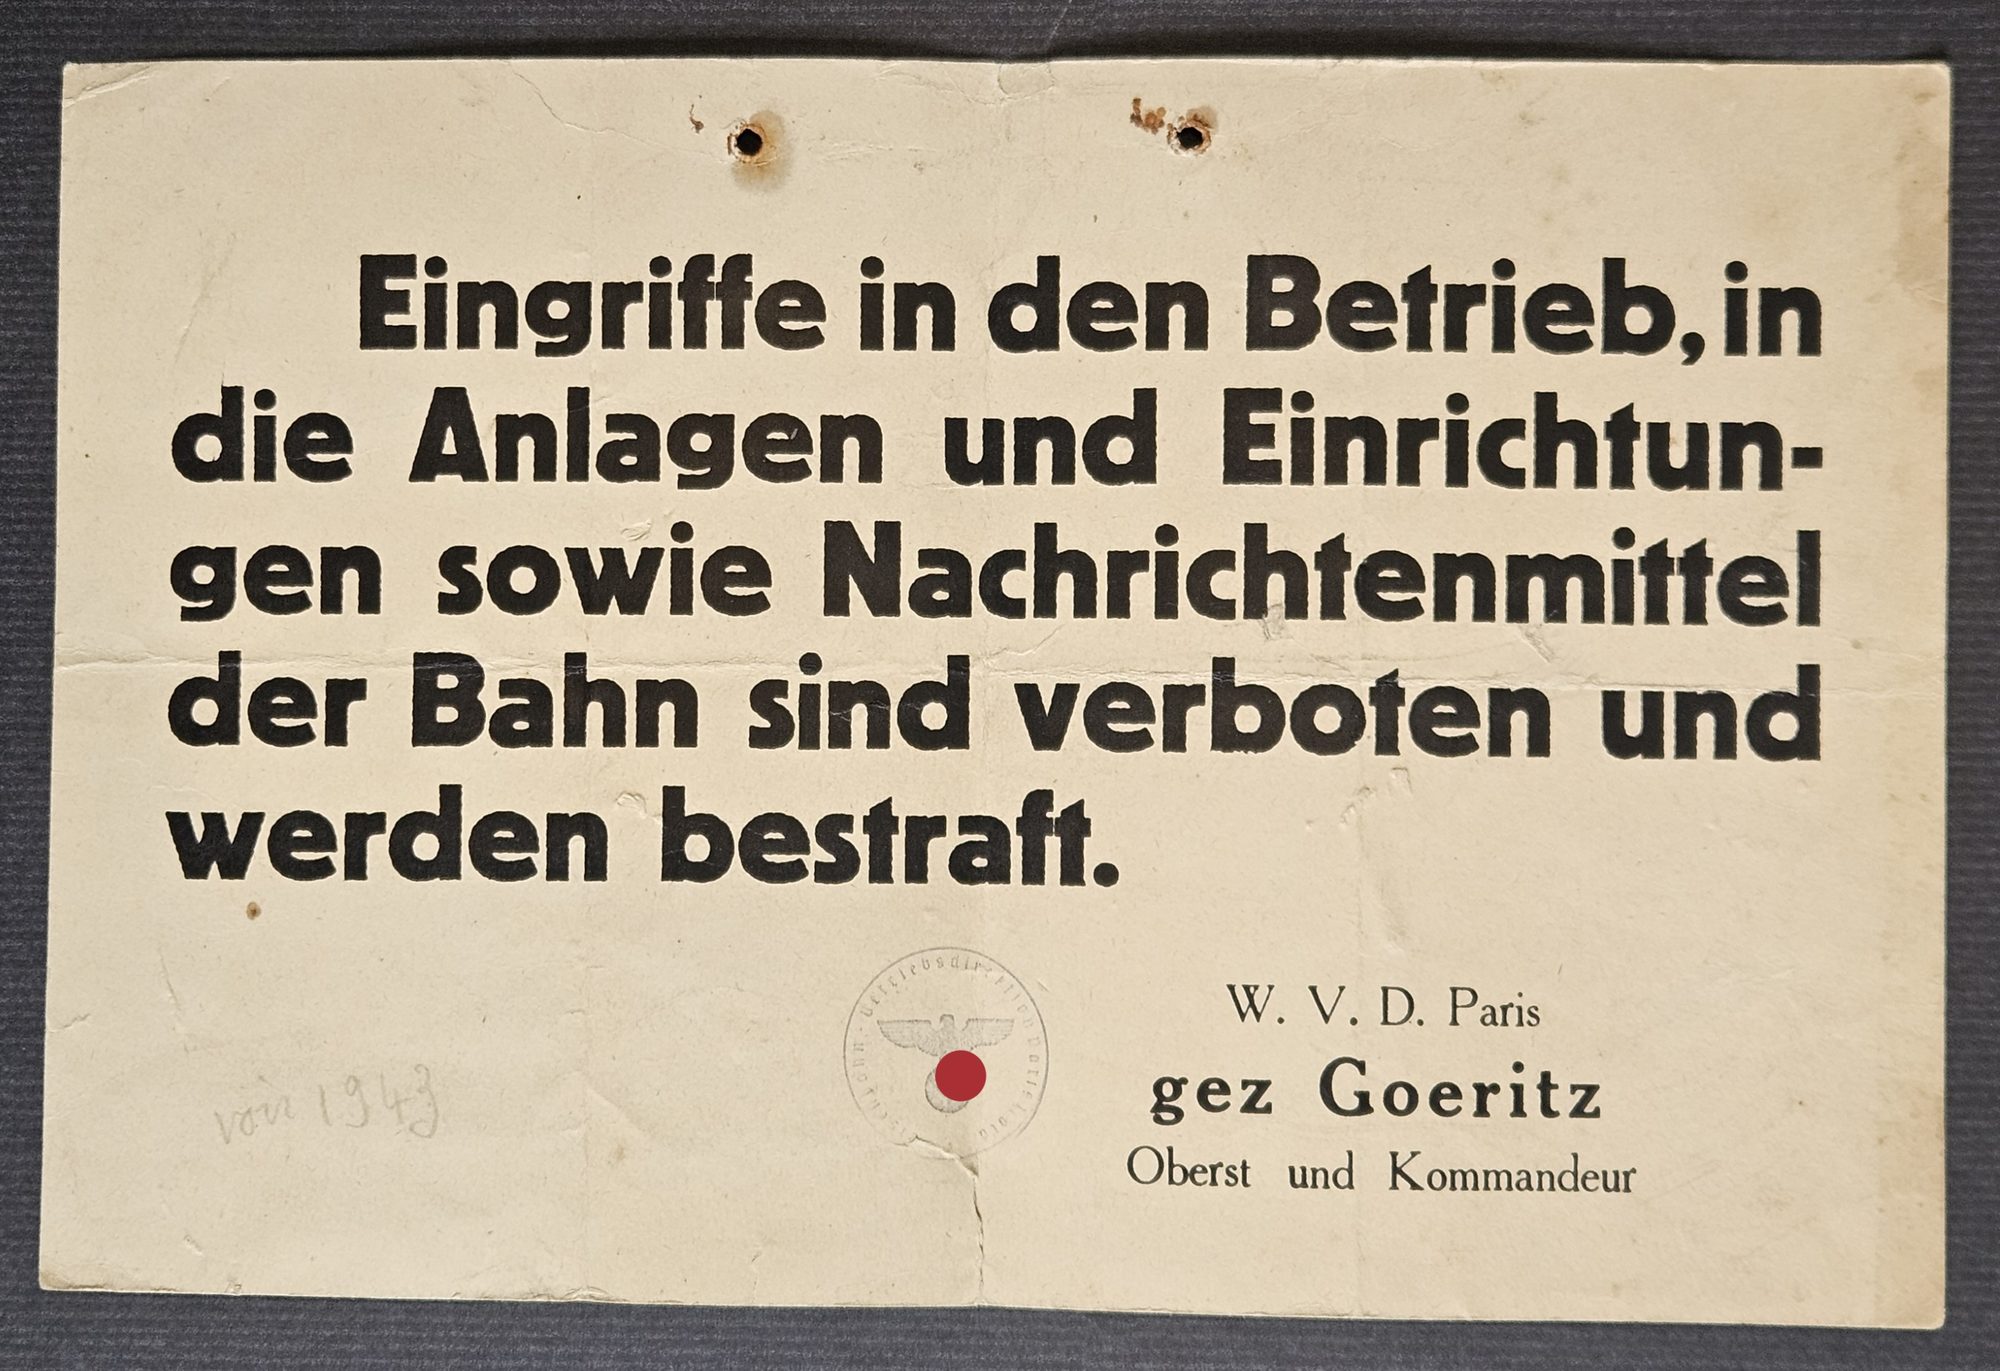 Eingriffe in den Betrieb, in
die Anlagen und Einrichtun-
gen sowie Nachrichtenmittel
der Bahn sind verboten und
werden bestraft.
W. V. D. Paris
gez Goeritz
Oberst und Kommandeur
1943